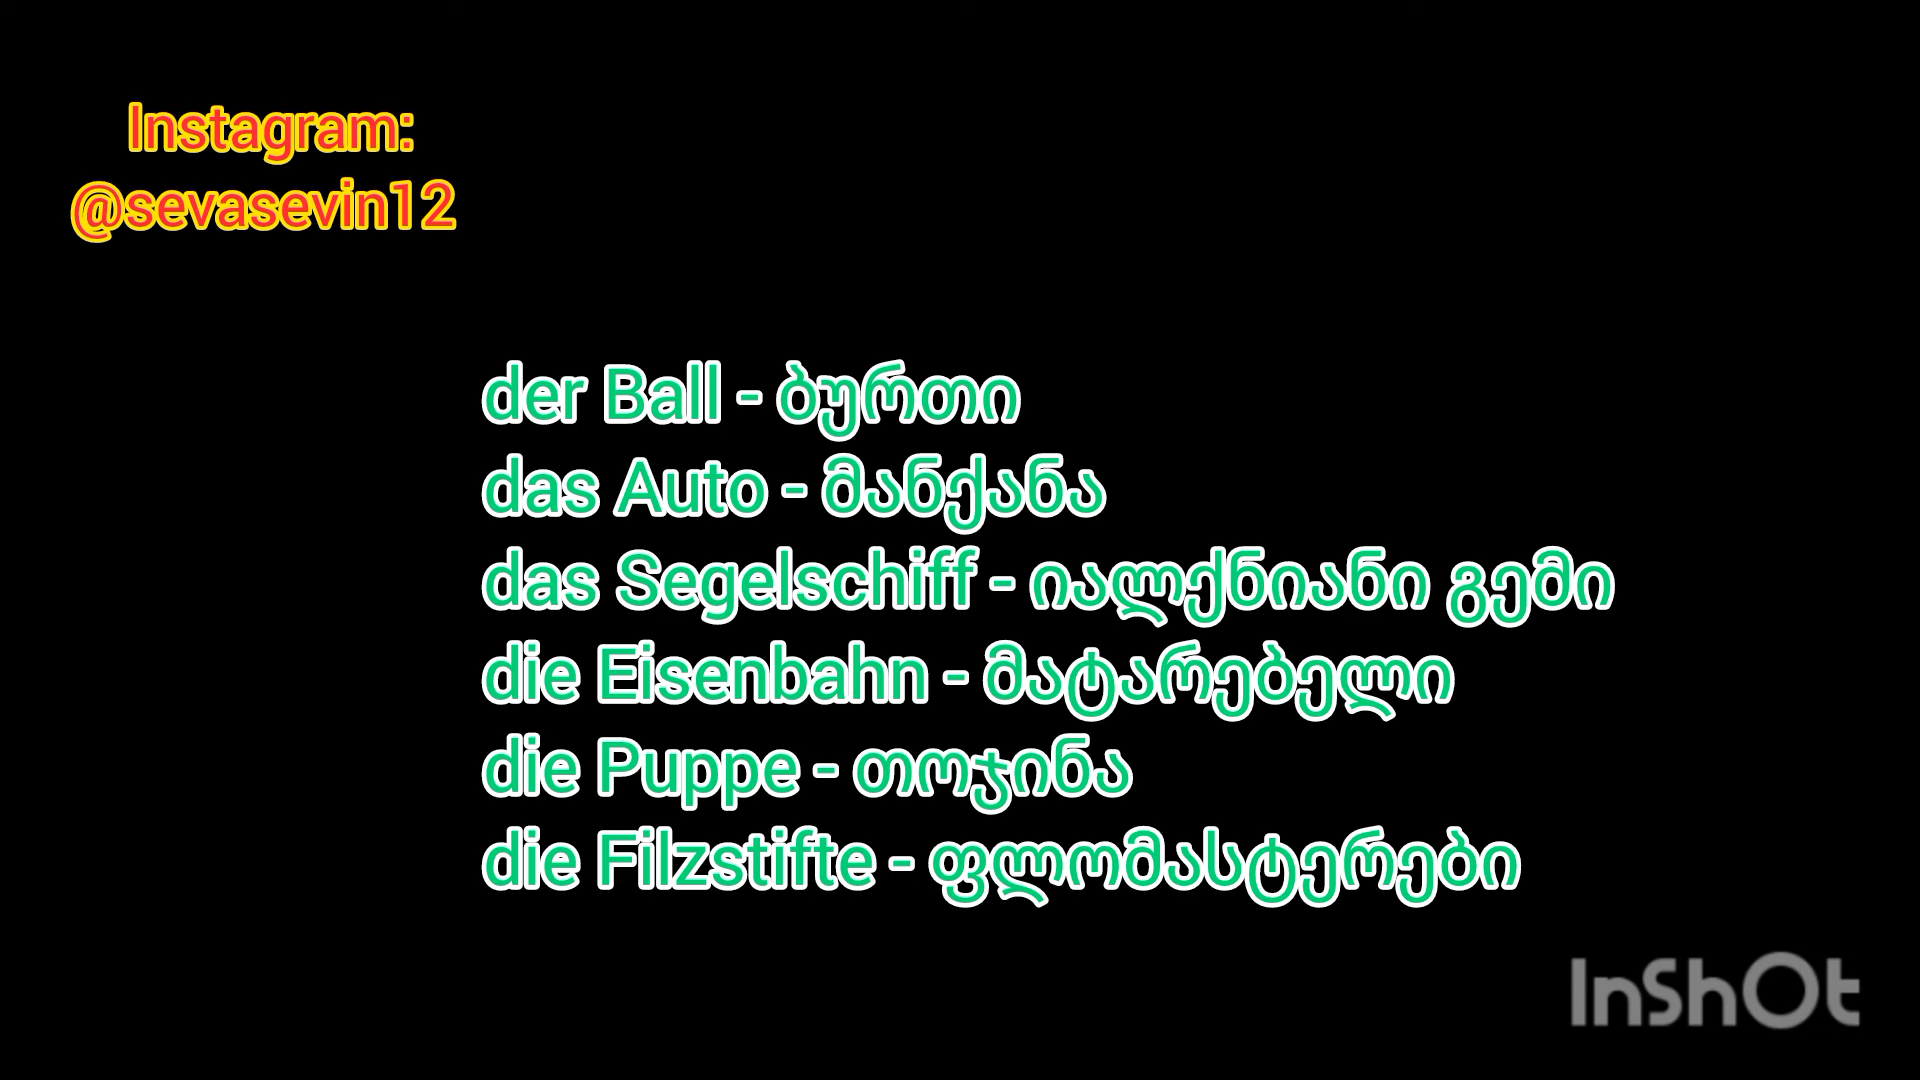 Instagram:
@sevasevin12
der Ball - ბურთი
das Auto - მანქანა
das Segelschiff - იალქნიანი გემი
die Eisenbahn - მატარებელი
die Puppe - თოჯინა
die Filzstifte - ფლომასტერები
InShOt